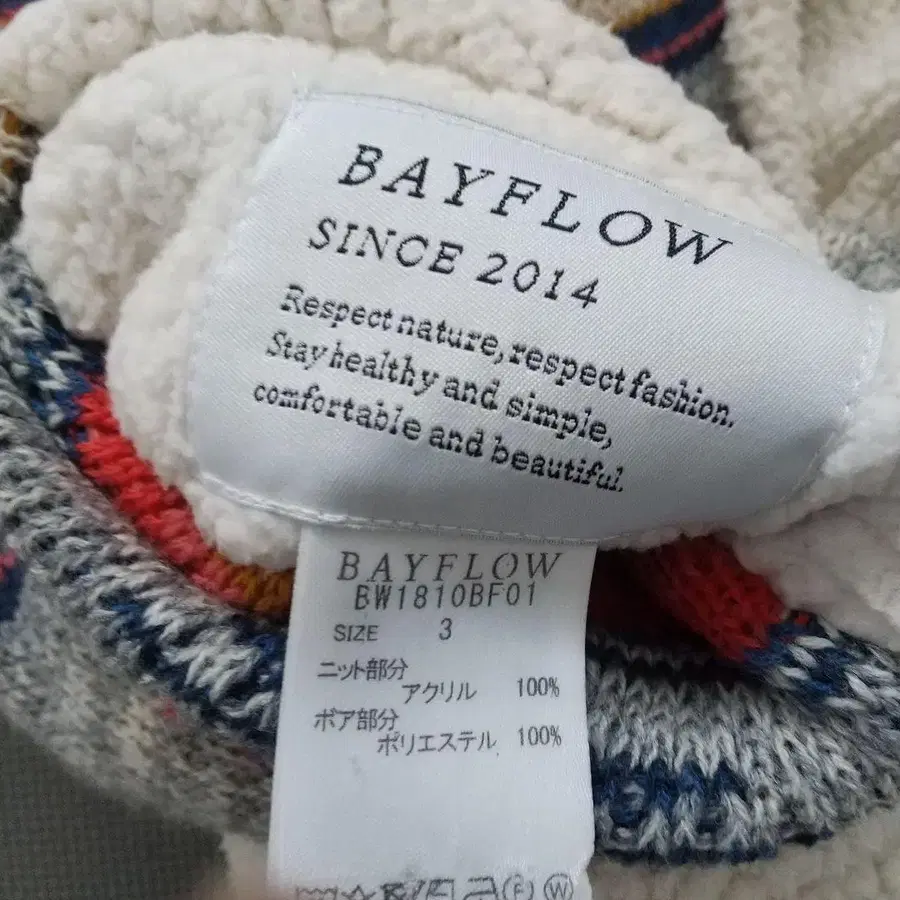 BAYFLOW
SINCE 2014
Respect nature, respect fashion.
Stay healthy and simple,
comfortable and beautiful.
BAYFLOW
BW1810BF01
SIZE 3
ニット部分
アクリル 100%
ボア部分
ポリエステル 100%
F W